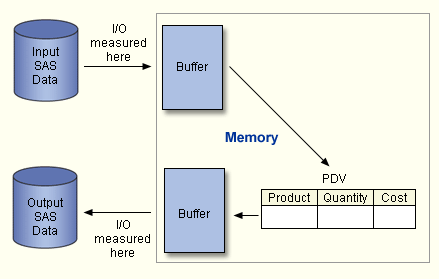 Input
SAS
Data
I/O
measured
here
Buffer
Memory
PDV
Product Quantity Cost
Output
SAS
Data
I/O
measured
here
Buffer